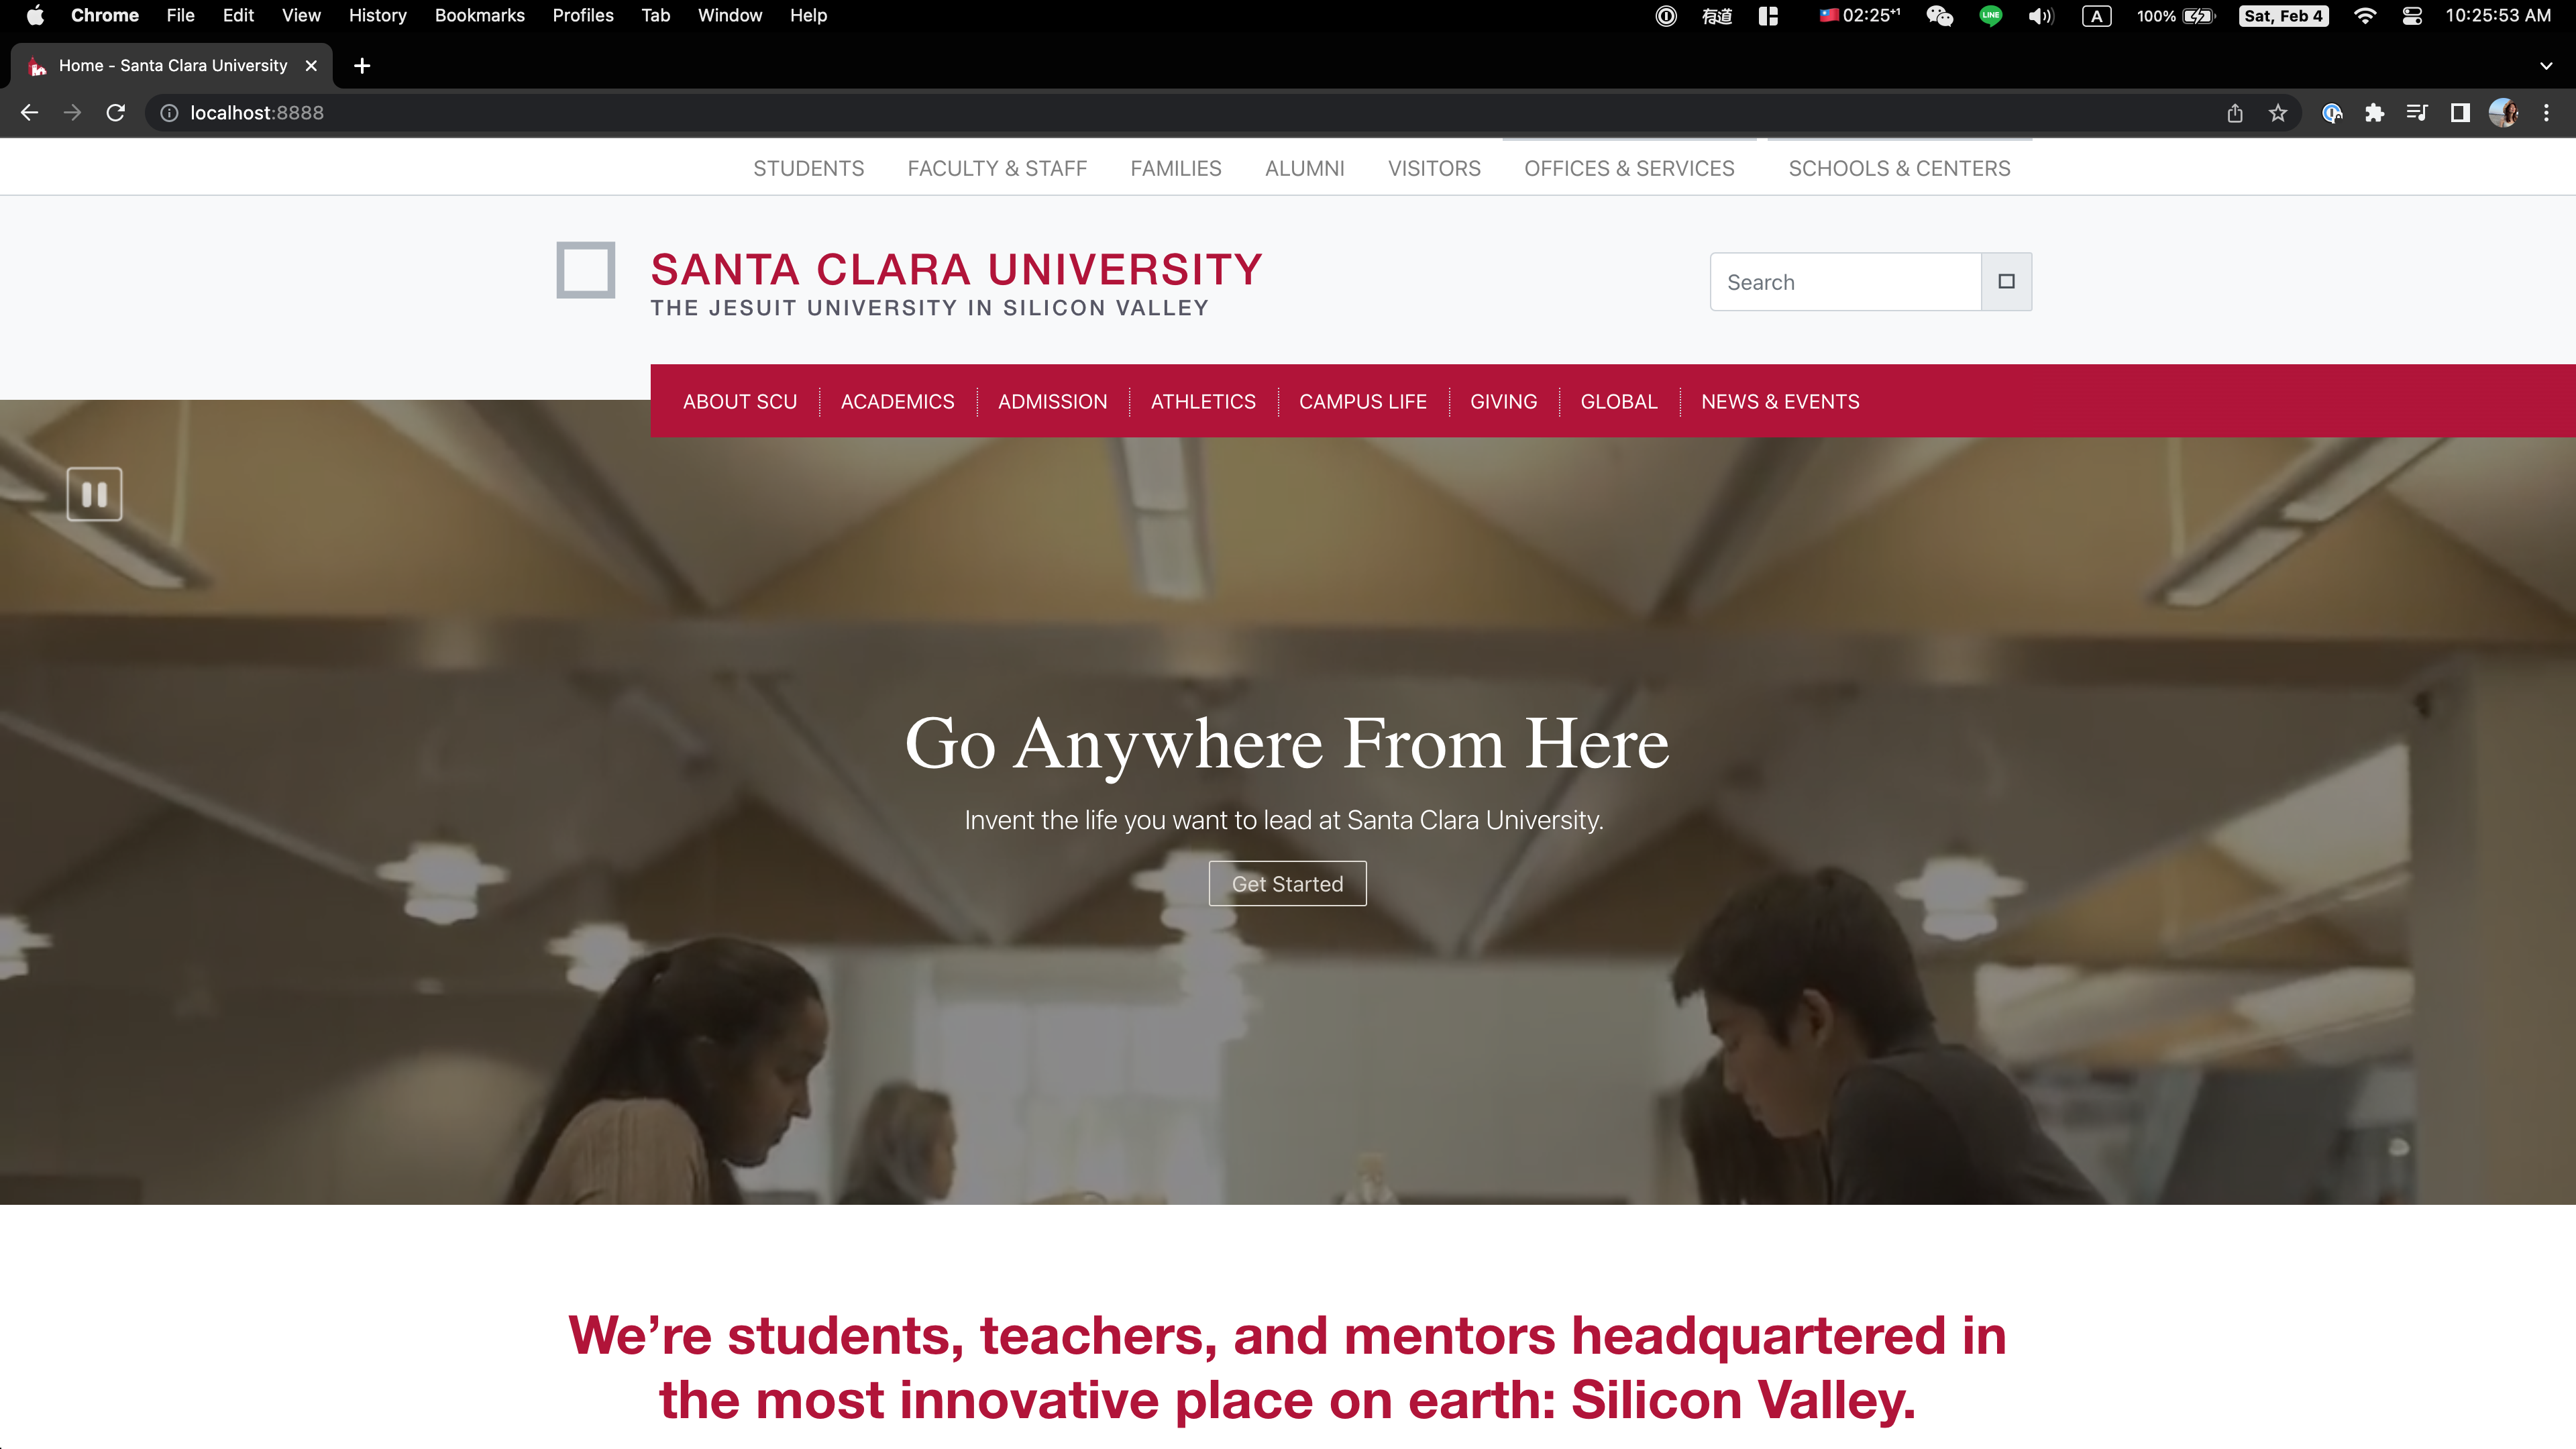 Chrome File Edit View History Bookmarks Profiles Tab Window Help 有道 02:25+1 LINE A 100% Sat, Feb 4 10:25:53 AM
Home - Santa Clara University
localhost:8888
STUDENTS FACULTY & STAFF FAMILIES ALUMNI VISITORS OFFICES & SERVICES SCHOOLS & CENTERS
SANTA CLARA UNIVERSITY
THE JESUIT UNIVERSITY IN SILICON VALLEY
Search
ABOUT SCU ACADEMICS ADMISSION ATHLETICS CAMPUS LIFE GIVING GLOBAL NEWS & EVENTS
Go Anywhere From Here
Invent the life you want to lead at Santa Clara University.
Get Started
We’re students, teachers, and mentors headquartered in
the most innovative place on earth: Silicon Valley.